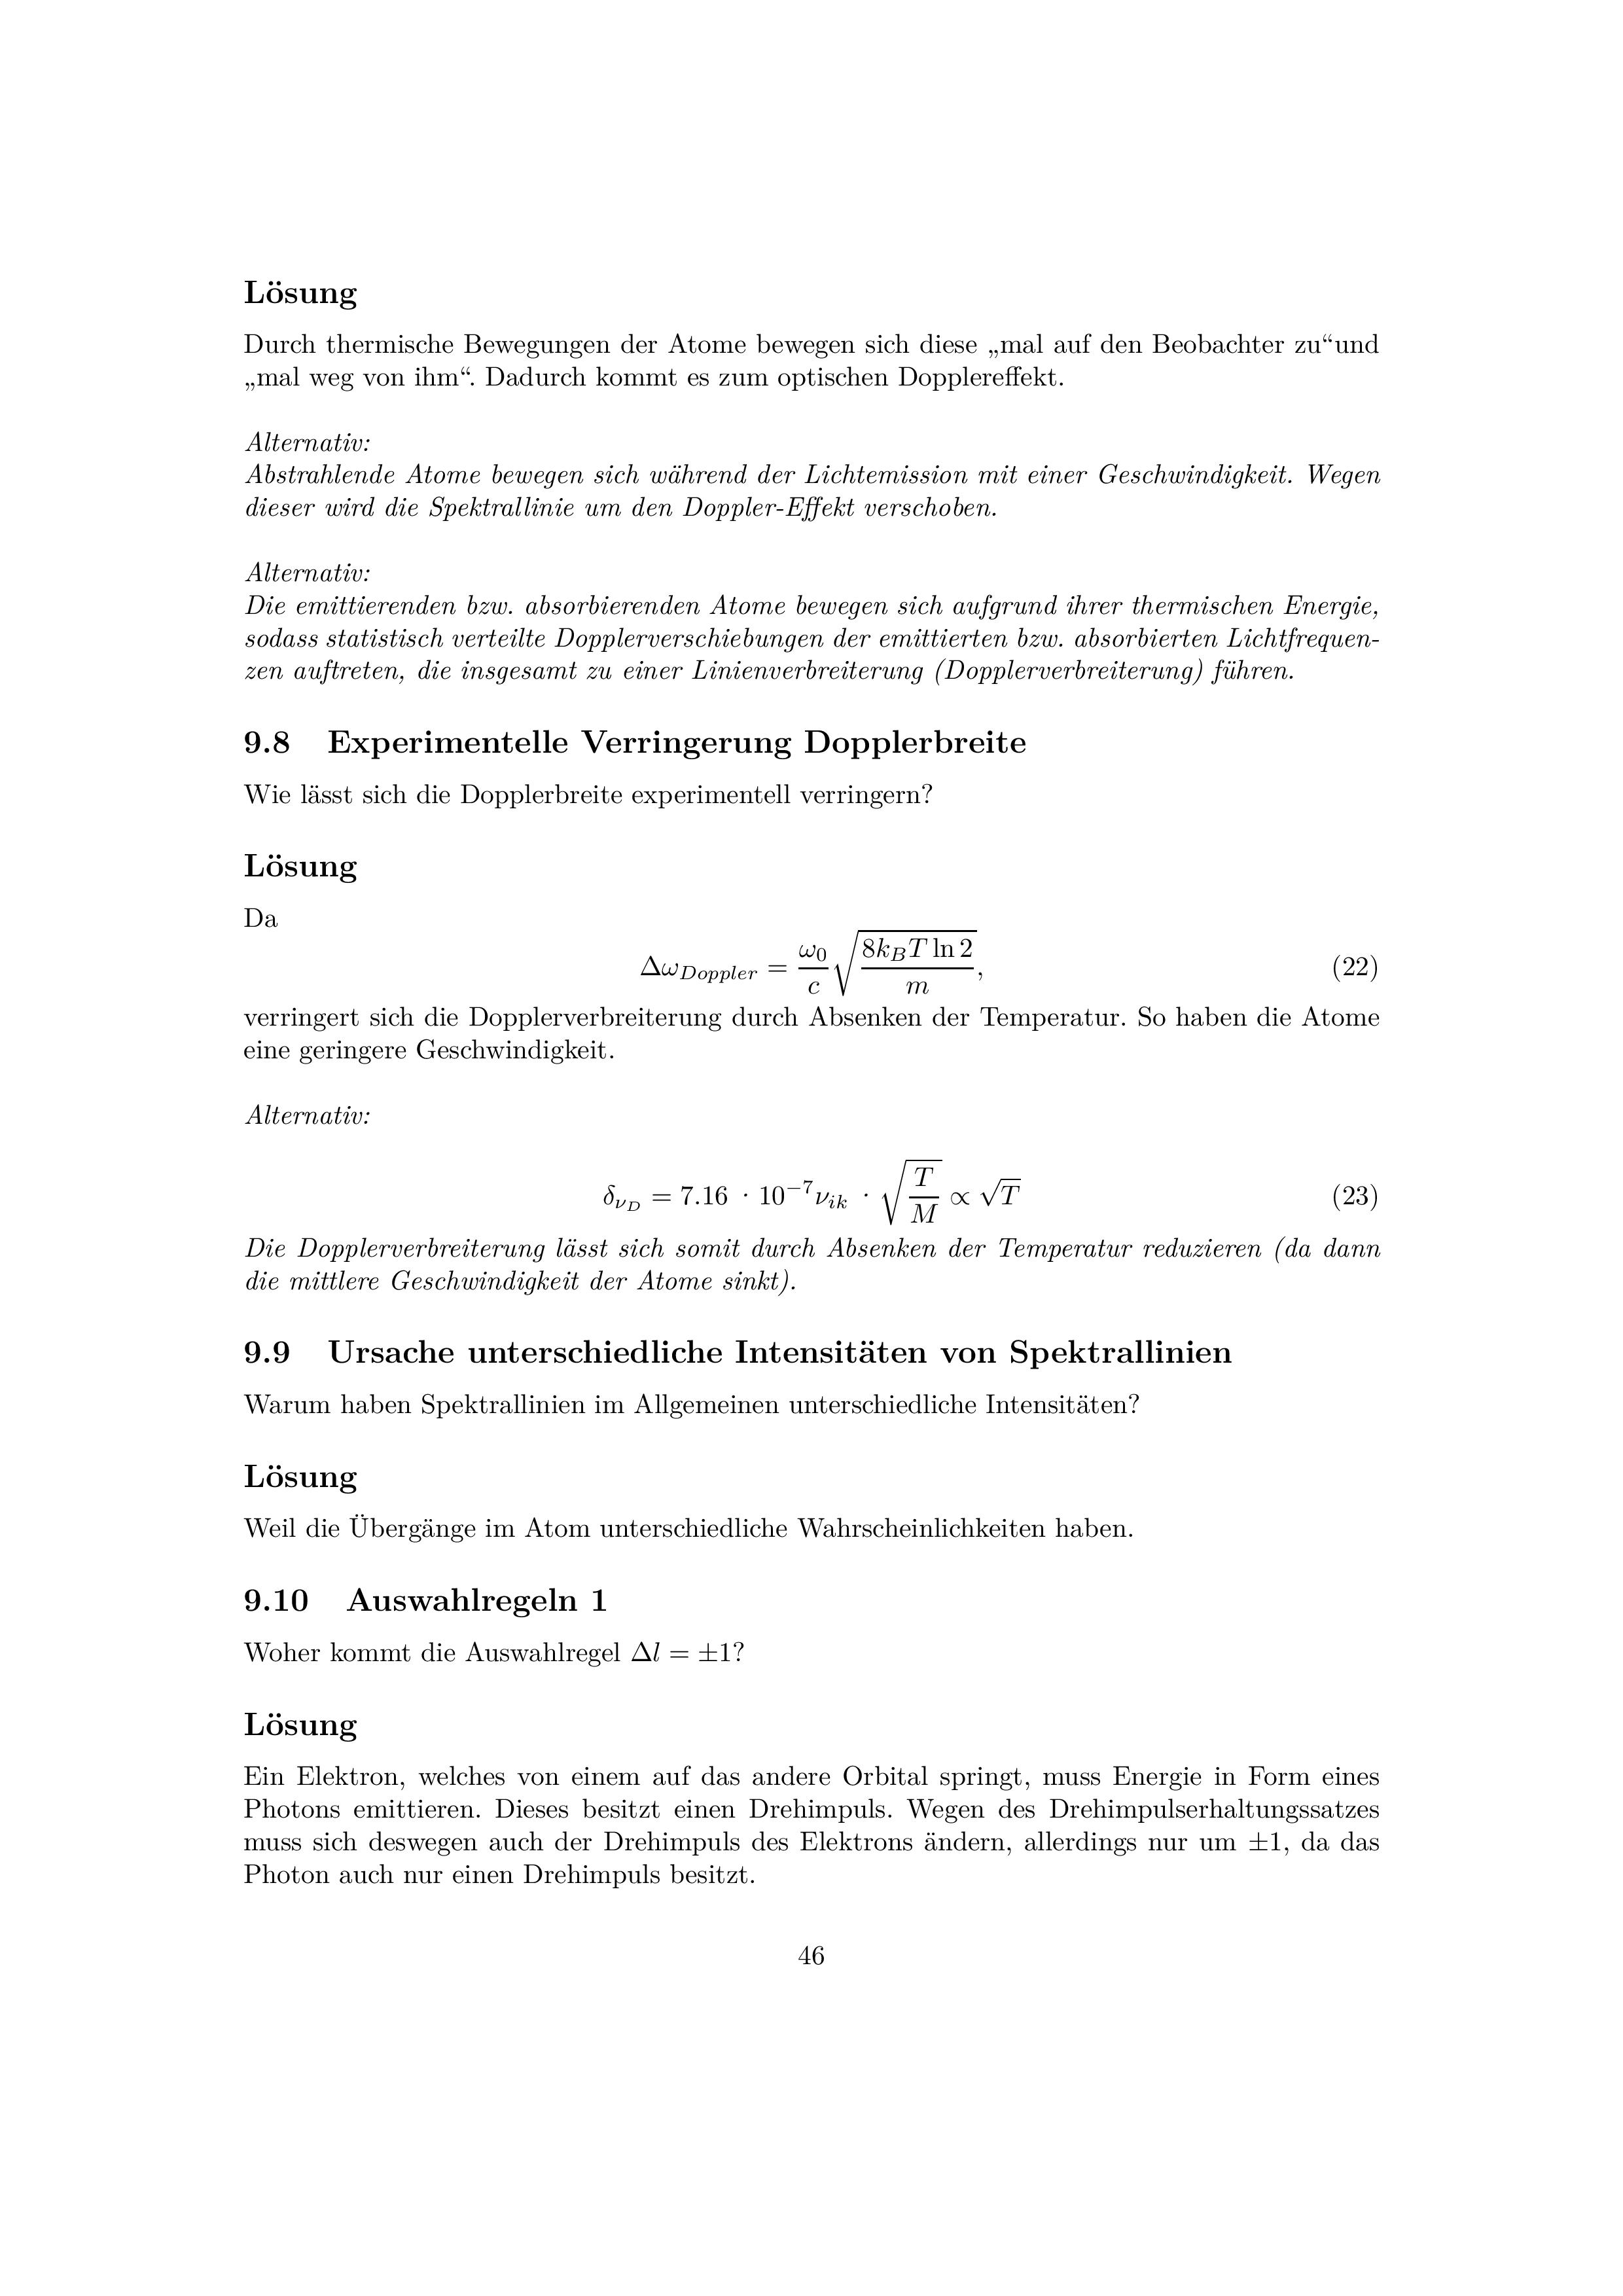 Lösung
Durch thermische Bewegungen der Atome bewegen sich diese „mal auf den Beobachter zu“und
„mal weg von ihm“. Dadurch kommt es zum optischen Dopplereffekt.
Alternativ:
Abstrahlende Atome bewegen sich während der Lichtemission mit einer Geschwindigkeit. Wegen
dieser wird die Spektrallinie um den Doppler-Effekt verschoben.
Alternativ:
Die emittierenden bzw. absorbierenden Atome bewegen sich aufgrund ihrer thermischen Energie,
sodass statistisch verteilte Dopplerverschiebungen der emittierten bzw. absorbierten Lichtfrequen-
zen auftreten, die insgesamt zu einer Linienverbreiterung (Dopplerverbreiterung) führen.
9.8 Experimentelle Verringerung Dopplerbreite
Wie lässt sich die Dopplerbreite experimentell verringern?
Lösung
Da
$\Delta\omega_{Doppler} = \frac{\omega_0}{c}\sqrt{\frac{8k_BT \ln 2}{m}},$ (22)
verringert sich die Dopplerverbreiterung durch Absenken der Temperatur. So haben die Atome
eine geringere Geschwindigkeit.
Alternativ:
$\delta_{\nu_D} = 7.16 \cdot 10^{-7}\nu_{ik} \cdot \sqrt{\frac{T}{M}} \propto \sqrt{T}$ (23)
Die Dopplerverbreiterung lässt sich somit durch Absenken der Temperatur reduzieren (da dann
die mittlere Geschwindigkeit der Atome sinkt).
9.9 Ursache unterschiedliche Intensitäten von Spektrallinien
Warum haben Spektrallinien im Allgemeinen unterschiedliche Intensitäten?
Lösung
Weil die Übergänge im Atom unterschiedliche Wahrscheinlichkeiten haben.
9.10 Auswahlregeln 1
Woher kommt die Auswahlregel $\Delta l = \pm 1$?
Lösung
Ein Elektron, welches von einem auf das andere Orbital springt, muss Energie in Form eines
Photons emittieren. Dieses besitzt einen Drehimpuls. Wegen des Drehimpulserhaltungssatzes
muss sich deswegen auch der Drehimpuls des Elektrons ändern, allerdings nur um ±1, da das
Photon auch nur einen Drehimpuls besitzt.
46